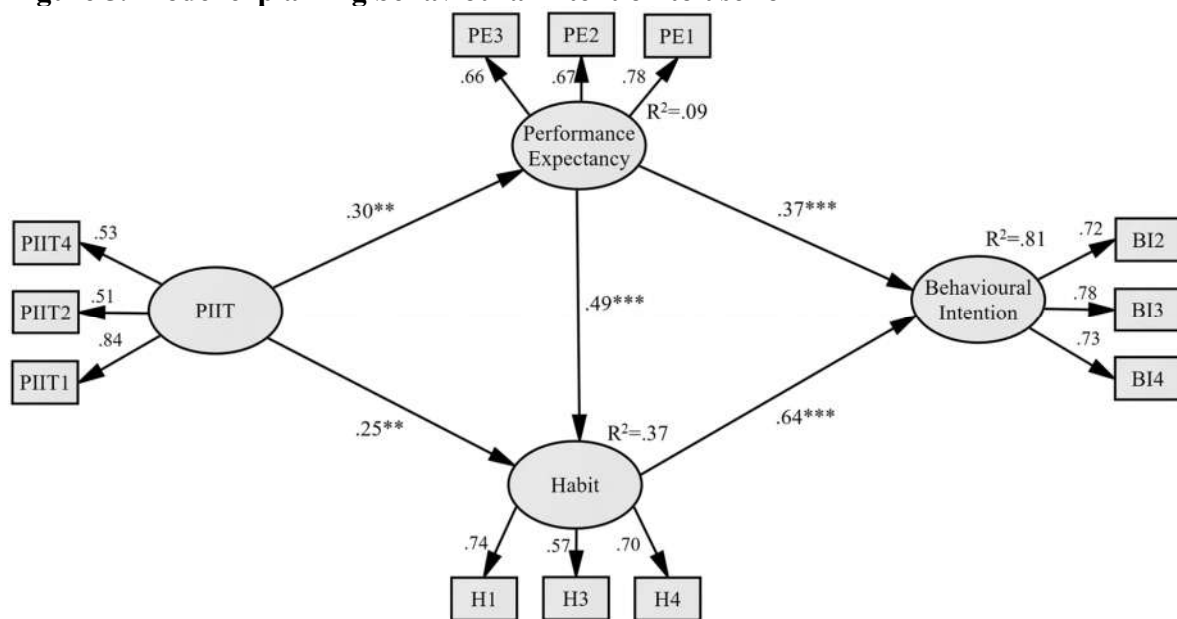 PE3 PE2 PE1
.66 .67 .78
R²=.09
Performance
Expectancy
.30**
.37***
PIIT4 .53
PIIT2 .51
PIIT1 .84
PIIT
.49***
R²=.81
Behavioural
Intention
.72 BI2
.78 BI3
.73 BI4
.25**
.64***
R²=.37
Habit
.74 .57 .70
H1 H3 H4